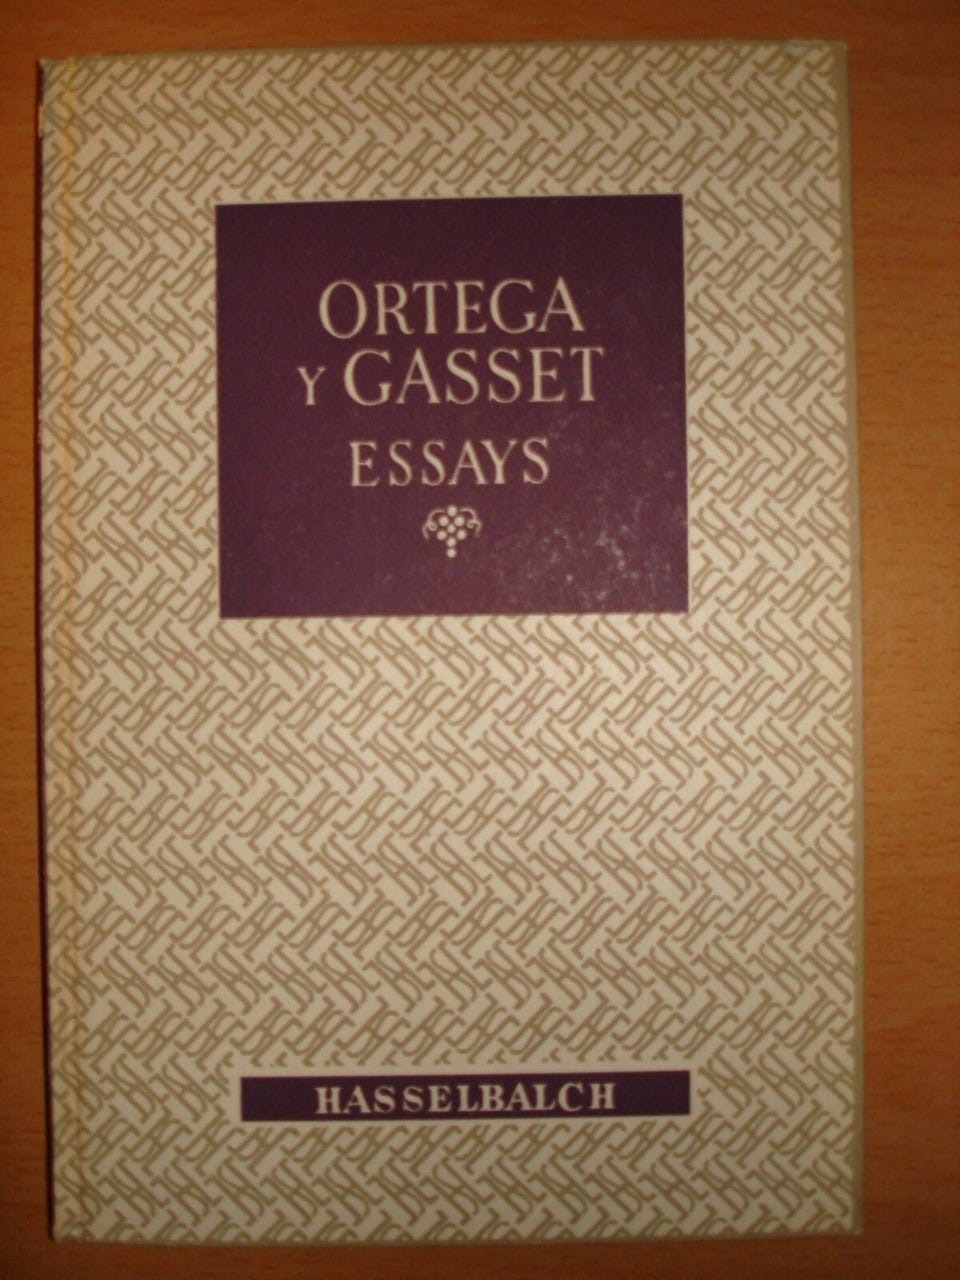 ORTEGA
Y GASSET
ESSAYS
HASSELBALCH